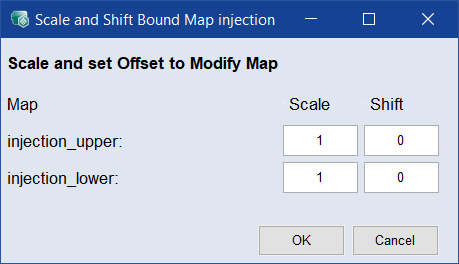 Scale and Shift Bound Map injection
Scale and set Offset to Modify Map
Map Scale Shift
injection_upper: 1 0
injection_lower: 1 0
OK Cancel